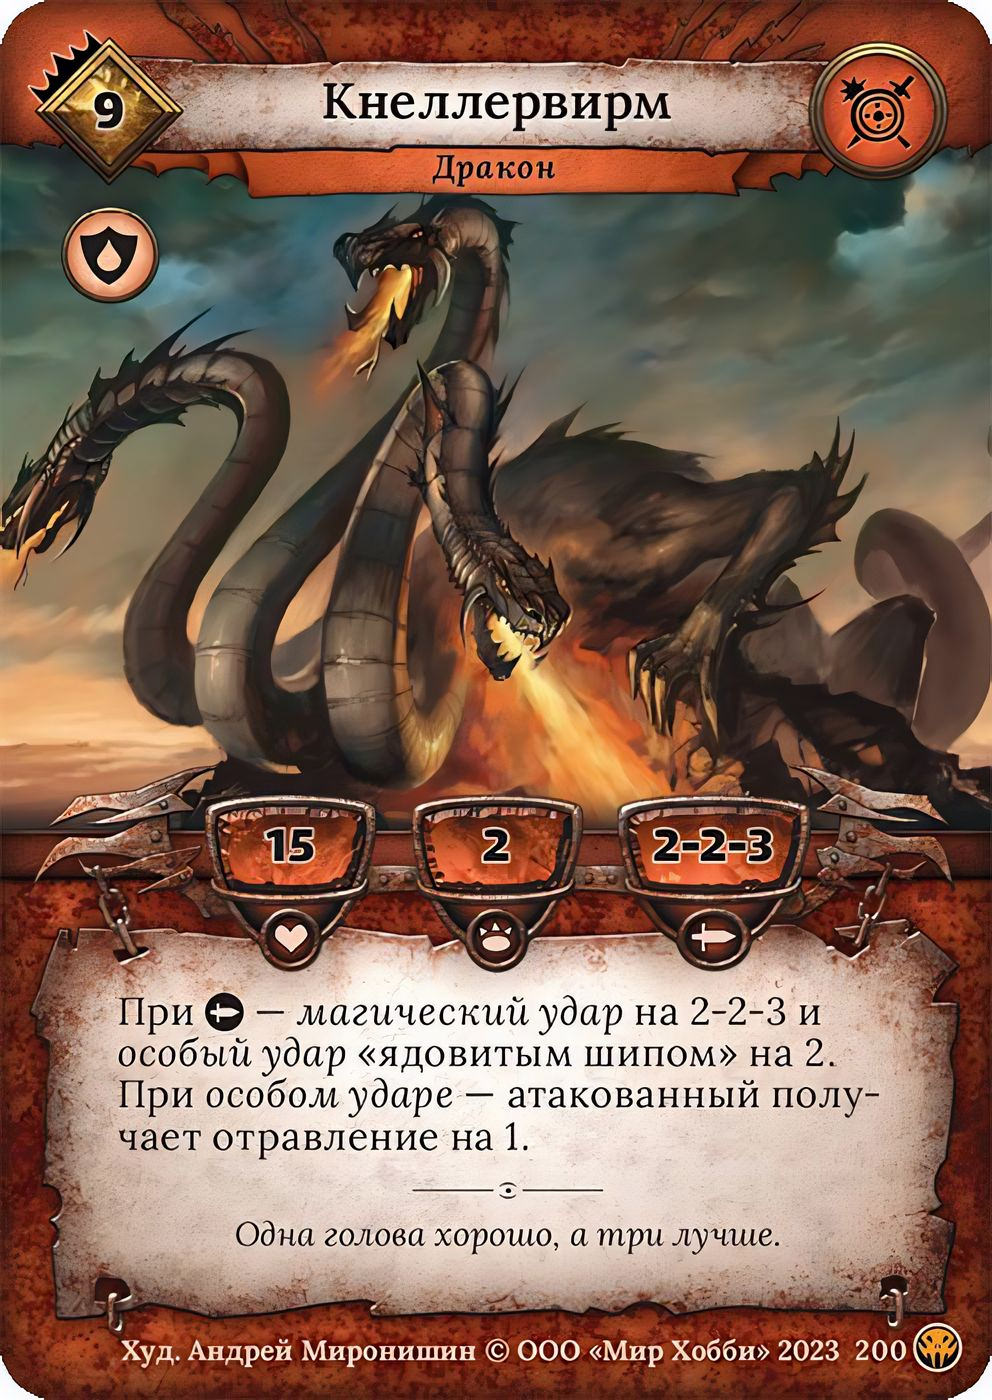 9
Кнеллервирм
Дракон
15
2
2-2-3
При — магический удар на 2-2-3 и
особый удар «ядовитым шипом» на 2.
При особом ударе — атакованный полу-
чает отравление на 1.
Одна голова хорошо, а три лучше.
Худ. Андрей Миронишин © ООО «Мир Хобби» 2023 200